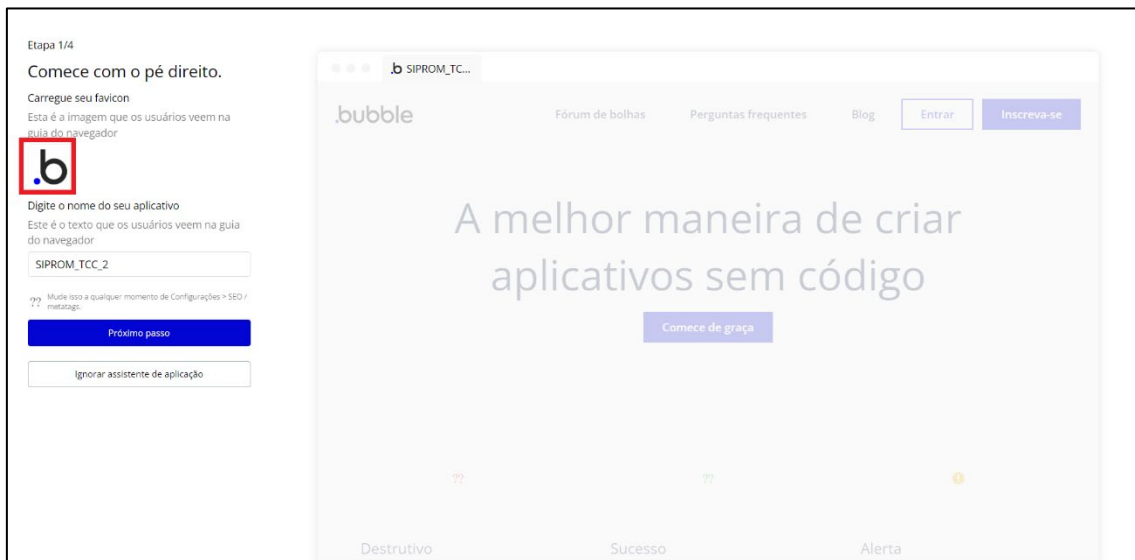 Etapa 1/4
Comece com o pé direito.
Carregue seu favicon
Esta é a imagem que os usuários veem na
guia do navegador
.b
Digite o nome do seu aplicativo
Este é o texto que os usuários veem na guia
do navegador
SIPROM_TCC_2
?? Mude isso a qualquer momento de Configurações > SEO /
metatags.
Próximo passo
Ignorar assistente de aplicação
.b SIPROM_TC...
.bubble Fórum de bolhas Perguntas frequentes Blog Entrar Inscreva-se
A melhor maneira de criar
aplicativos sem código
Comece de graça
?? ??
Destrutivo Sucesso Alerta